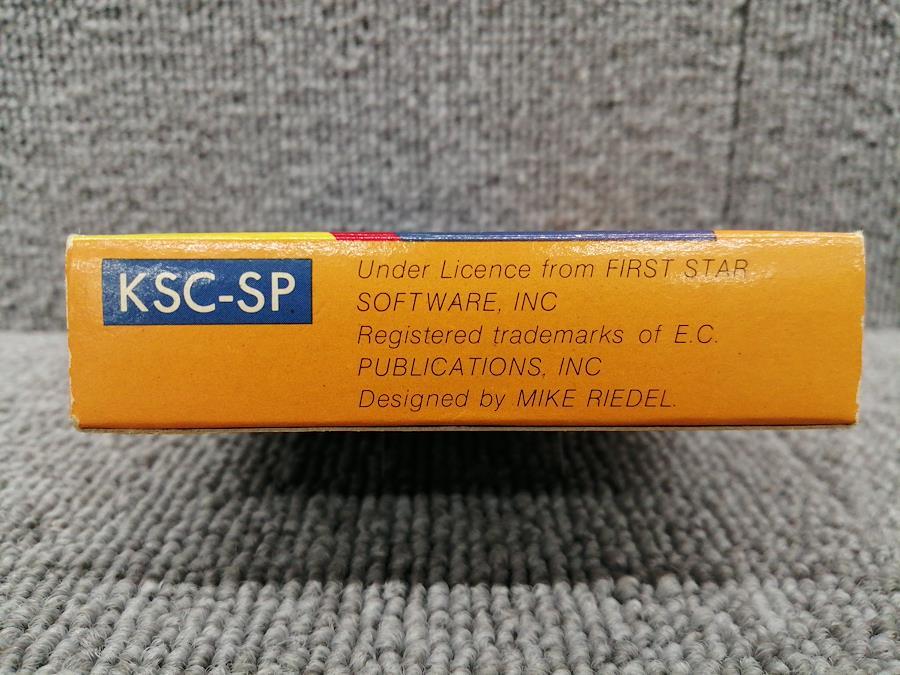 KSC-SP
Under Licence from FIRST STAR
SOFTWARE, INC
Registered trademarks of E.C.
PUBLICATIONS, INC
Designed by MIKE RIEDEL.